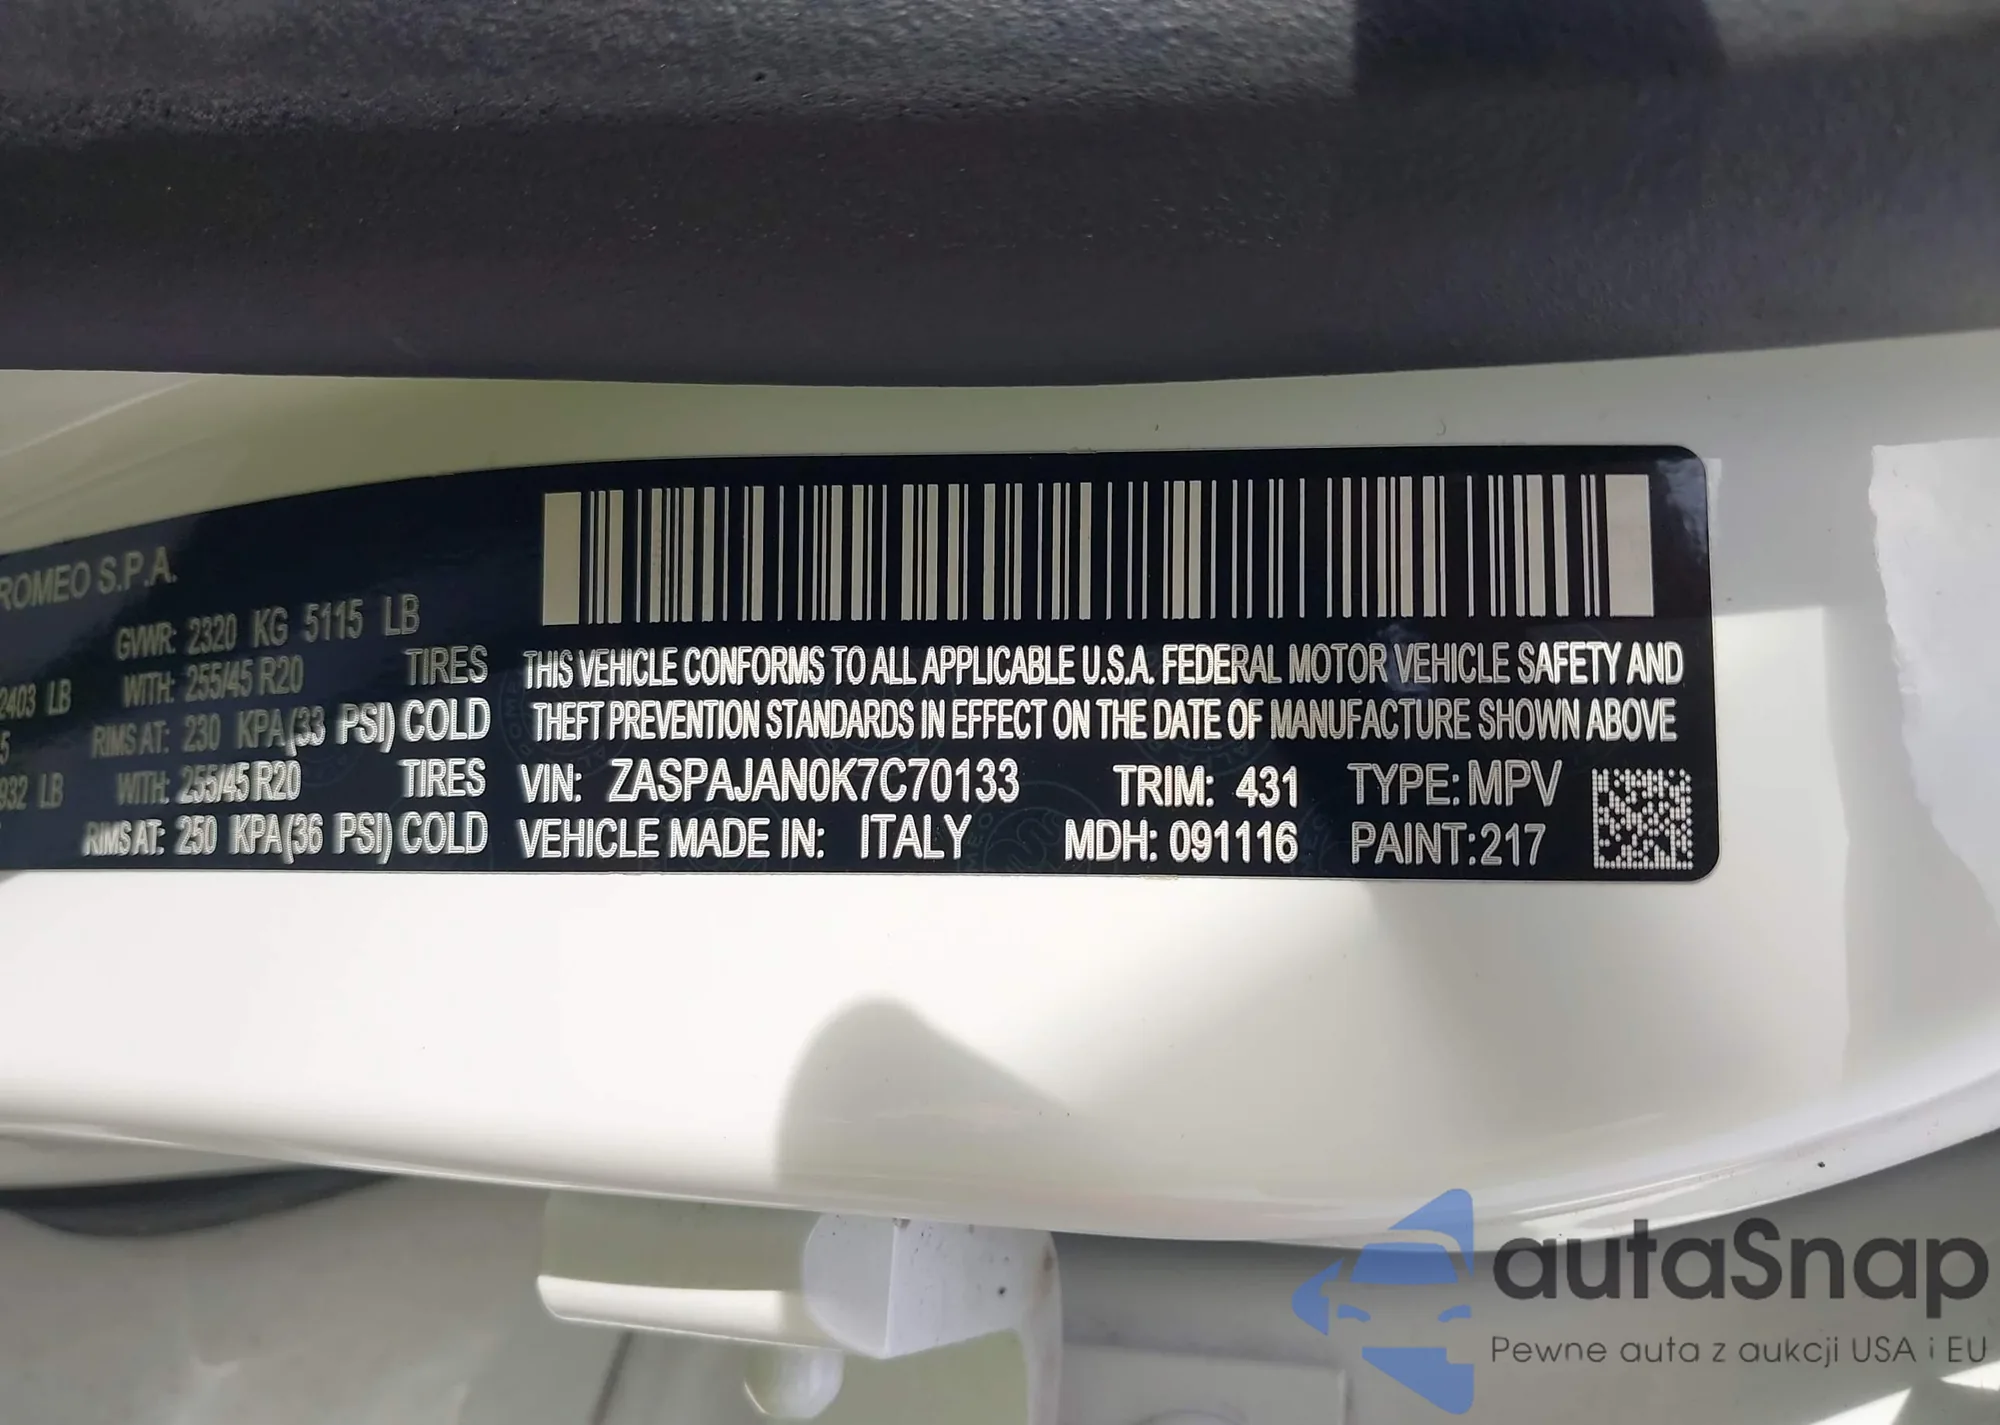 ROMEO S.P.A.
GVWR: 2320 KG 5115 LB
2403 LB WITH: 255/45 R20 TIRES
5 RIMS AT: 230 KPA(33 PSI) COLD
932 LB WITH: 255/45 R20 TIRES
RIMS AT: 250 KPA(36 PSI) COLD
THIS VEHICLE CONFORMS TO ALL APPLICABLE U.S.A. FEDERAL MOTOR VEHICLE SAFETY AND
THEFT PREVENTION STANDARDS IN EFFECT ON THE DATE OF MANUFACTURE SHOWN ABOVE
VIN: ZASPAJAN0K7C70133 TRIM: 431 TYPE: MPV
VEHICLE MADE IN: ITALY MDH: 091116 PAINT:217
autaSnap
Pewne auta z aukcji USA i EU